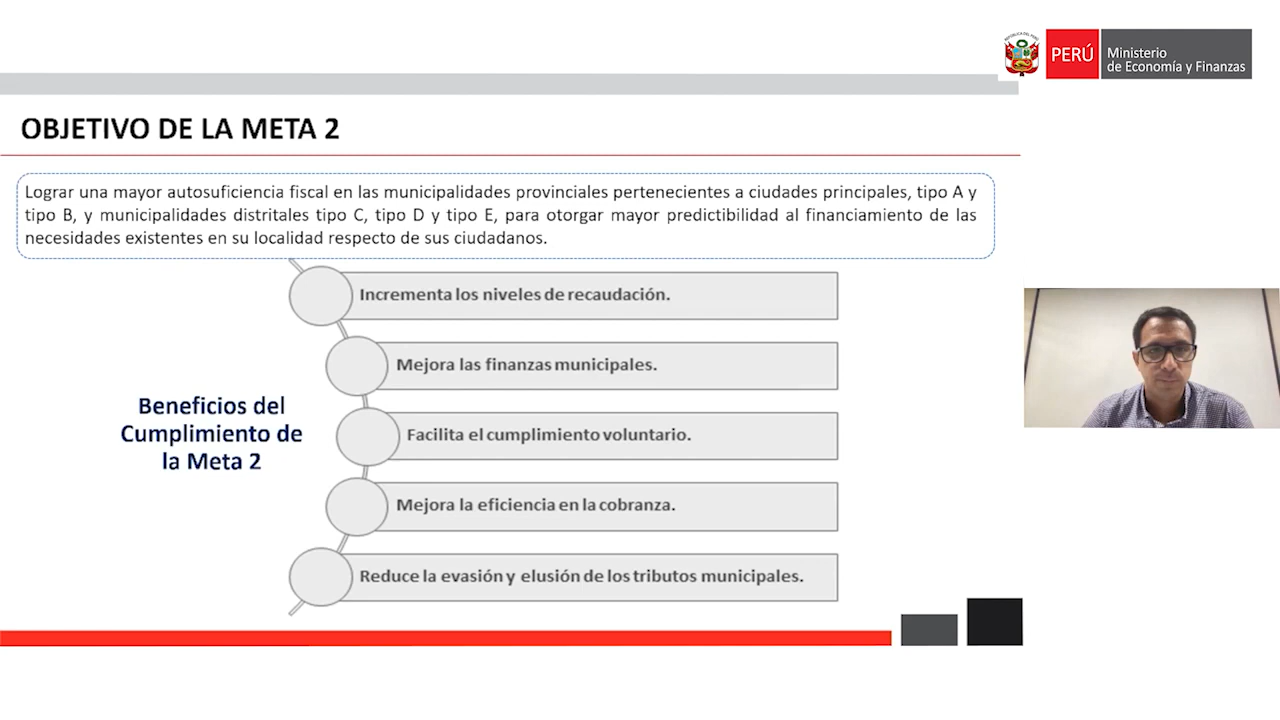 REPÚBLICA DEL PERÚ
PERÚ
Ministerio
de Economía y Finanzas
OBJETIVO DE LA META 2
Lograr una mayor autosuficiencia fiscal en las municipalidades provinciales pertenecientes a ciudades principales, tipo A y
tipo B, y municipalidades distritales tipo C, tipo D y tipo E, para otorgar mayor predictibilidad al financiamiento de las
necesidades existentes en su localidad respecto de sus ciudadanos.
Beneficios del
Cumplimiento de
la Meta 2
Incrementa los niveles de recaudación.
Mejora las finanzas municipales.
Facilita el cumplimiento voluntario.
Mejora la eficiencia en la cobranza.
Reduce la evasión y elusión de los tributos municipales.